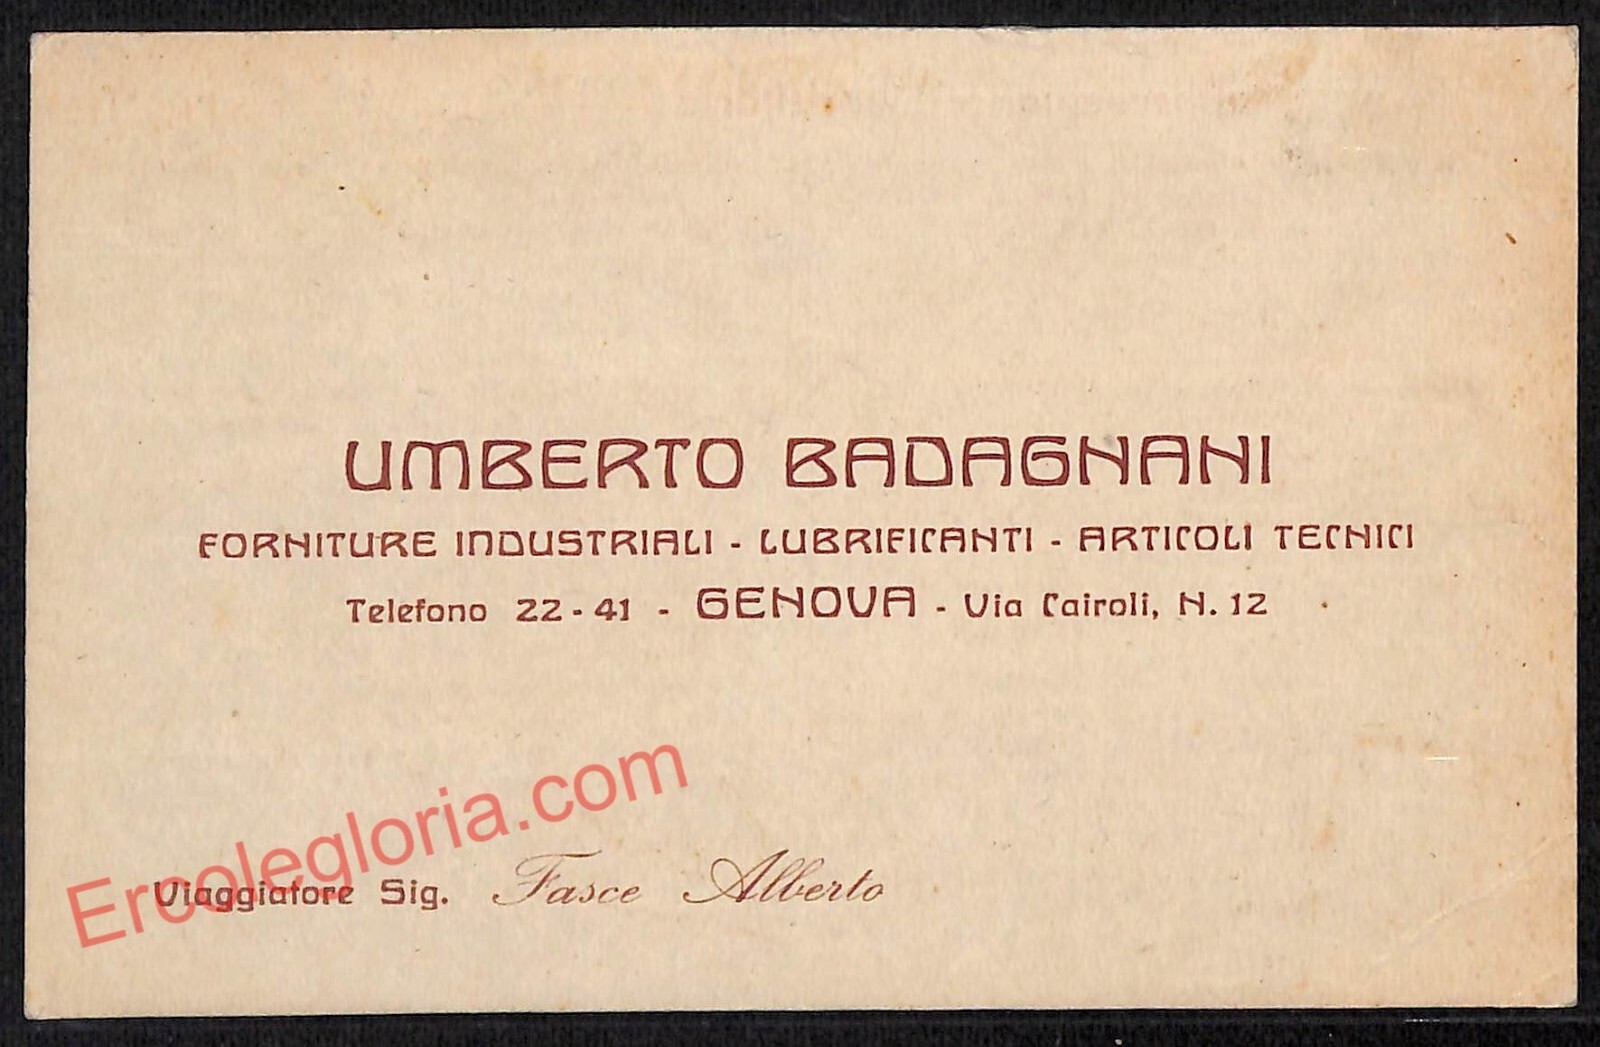 UMBERTO BADAGNANI
FORNITURE INDUSTRIALI - LUBRIFICANTI - ARTICOLI TECNICI
Telefono 22-41 - GENOVA - Via Cairoli, N. 12
Ercolegloria.com
Viaggiatore Sig. Fasce Alberto